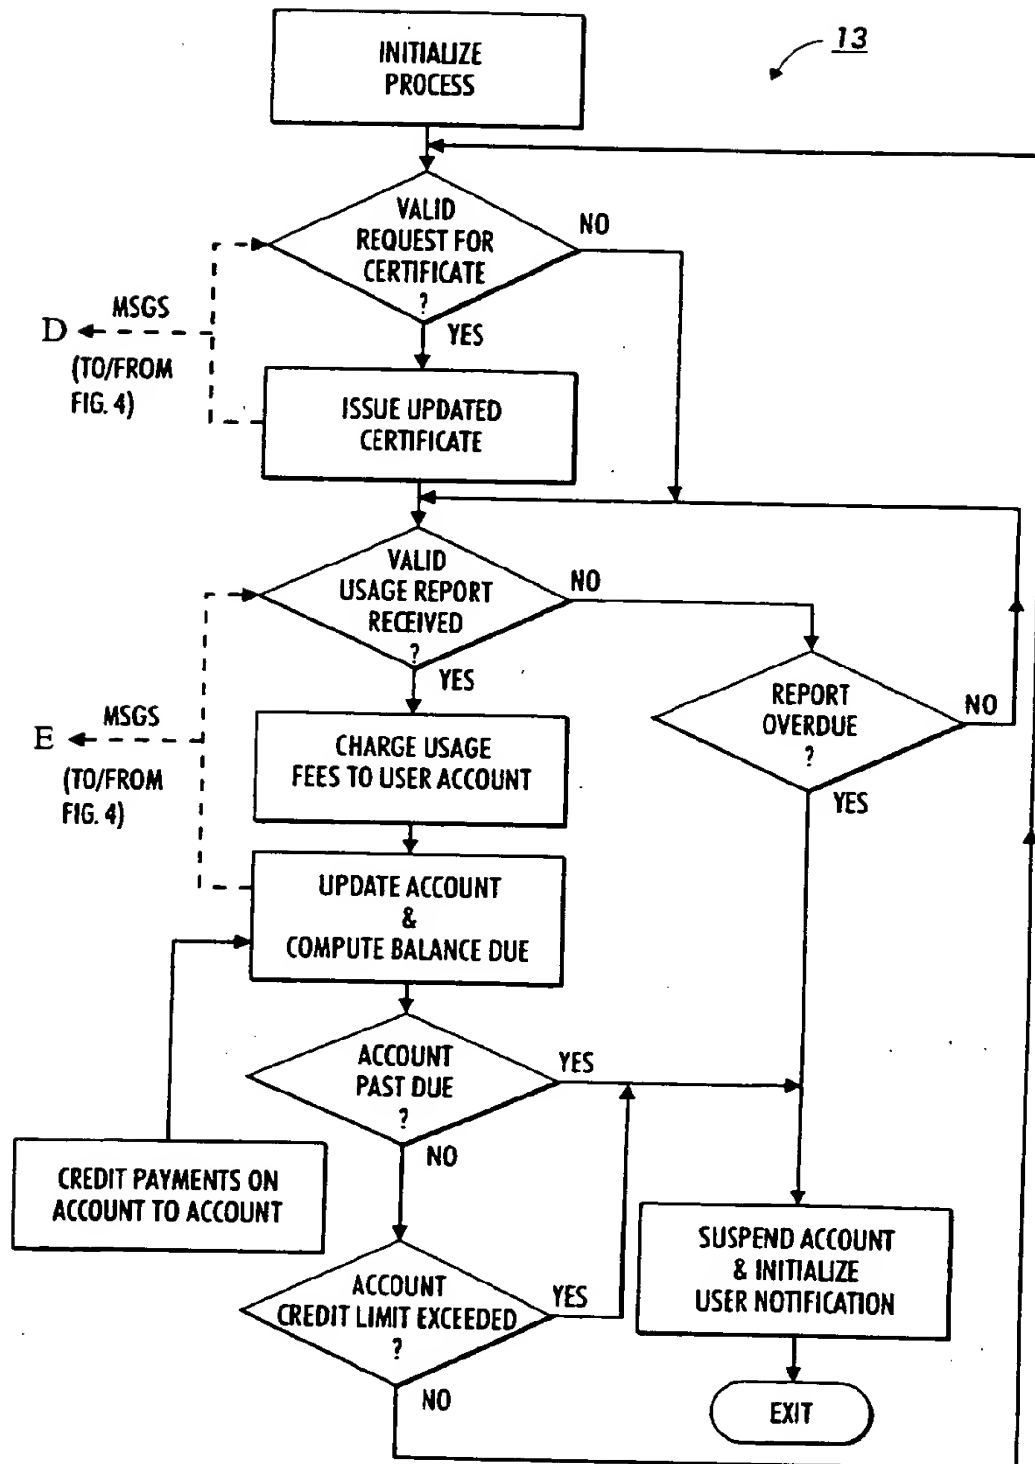 INITIALIZE
PROCESS
13
VALID
REQUEST FOR
CERTIFICATE
?
NO
YES
MSGS
D
(TO/FROM
FIG. 4)
ISSUE UPDATED
CERTIFICATE
VALID
USAGE REPORT
RECEIVED
?
NO
YES
REPORT
OVERDUE
?
NO
YES
MSGS
E
(TO/FROM
FIG. 4)
CHARGE USAGE
FEES TO USER ACCOUNT
UPDATE ACCOUNT
&
COMPUTE BALANCE DUE
ACCOUNT
PAST DUE
?
YES
NO
CREDIT PAYMENTS ON
ACCOUNT TO ACCOUNT
ACCOUNT
CREDIT LIMIT EXCEEDED
?
YES
NO
SUSPEND ACCOUNT
& INITIALIZE
USER NOTIFICATION
EXIT